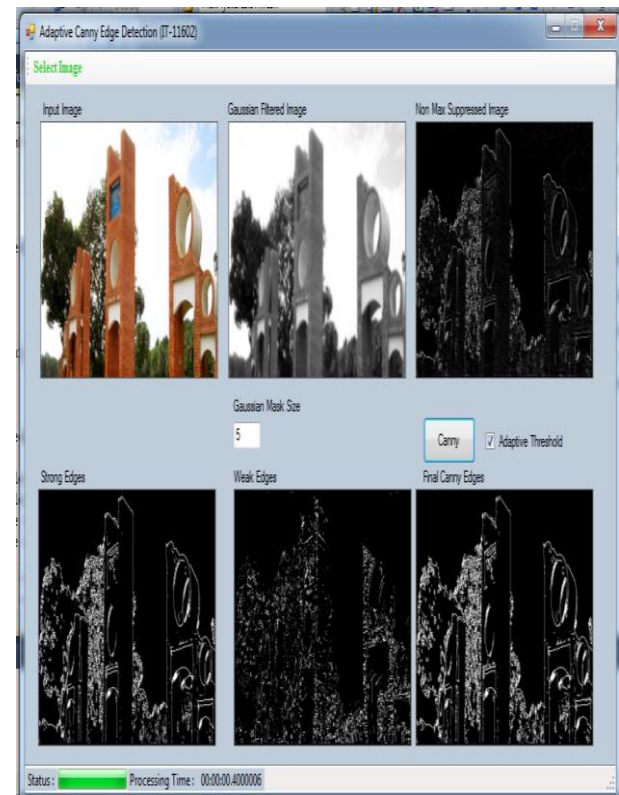 Adaptive Canny Edge Detection (IT-11602)
Select Image
Input Image
Gaussian Filtered Image
Non Max Suppressed Image
Gaussian Mask Size
5
Canny
Adaptive Threshold
Strong Edges
Weak Edges
Final Canny Edges
Status :
Processing Time : 00:00:00.4000006